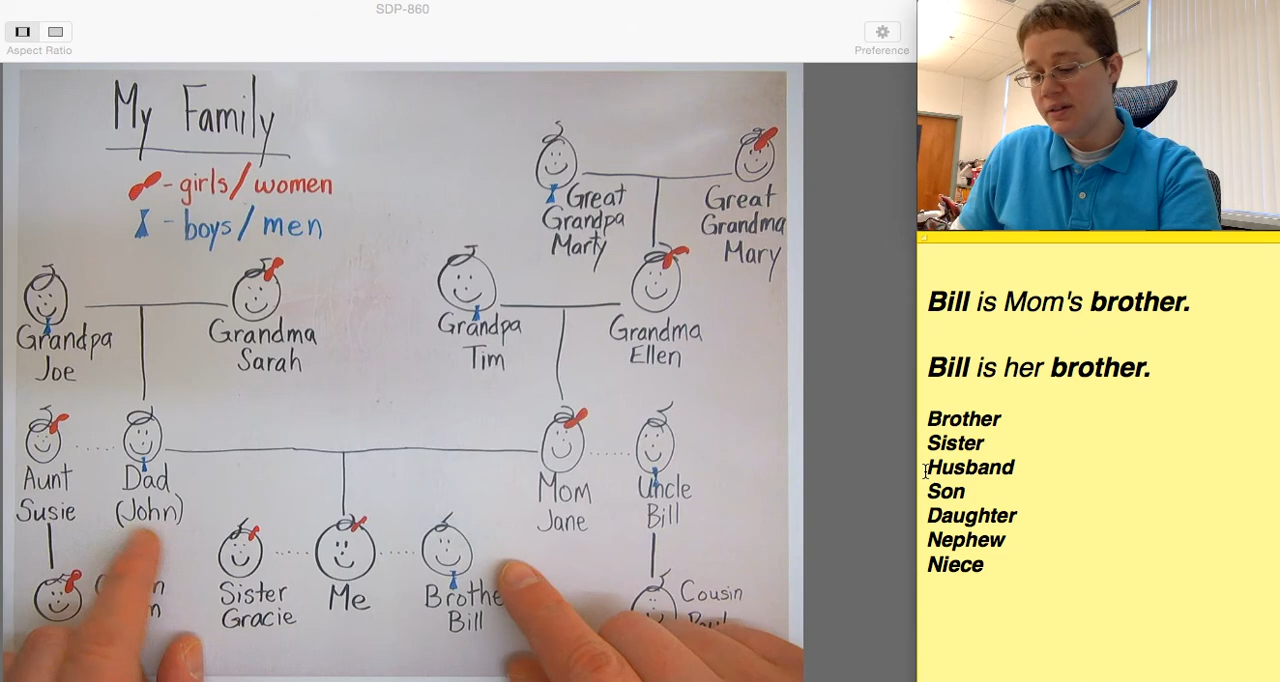 SDP-860
Aspect Ratio
Preference
My Family
- girls/women
- boys/men
Great
Grandpa
Marty
Great
Grandma
Mary
Grandpa
Joe
Grandma
Sarah
Grandpa
Tim
Grandma
Ellen
Aunt
Susie
Dad
(John)
Mom
Jane
Uncle
Bill
Sister
Gracie
Me
Brothe
Bill
Cousin
Bill is Mom's brother.
Bill is her brother.
Brother
Sister
Husband
Son
Daughter
Nephew
Niece